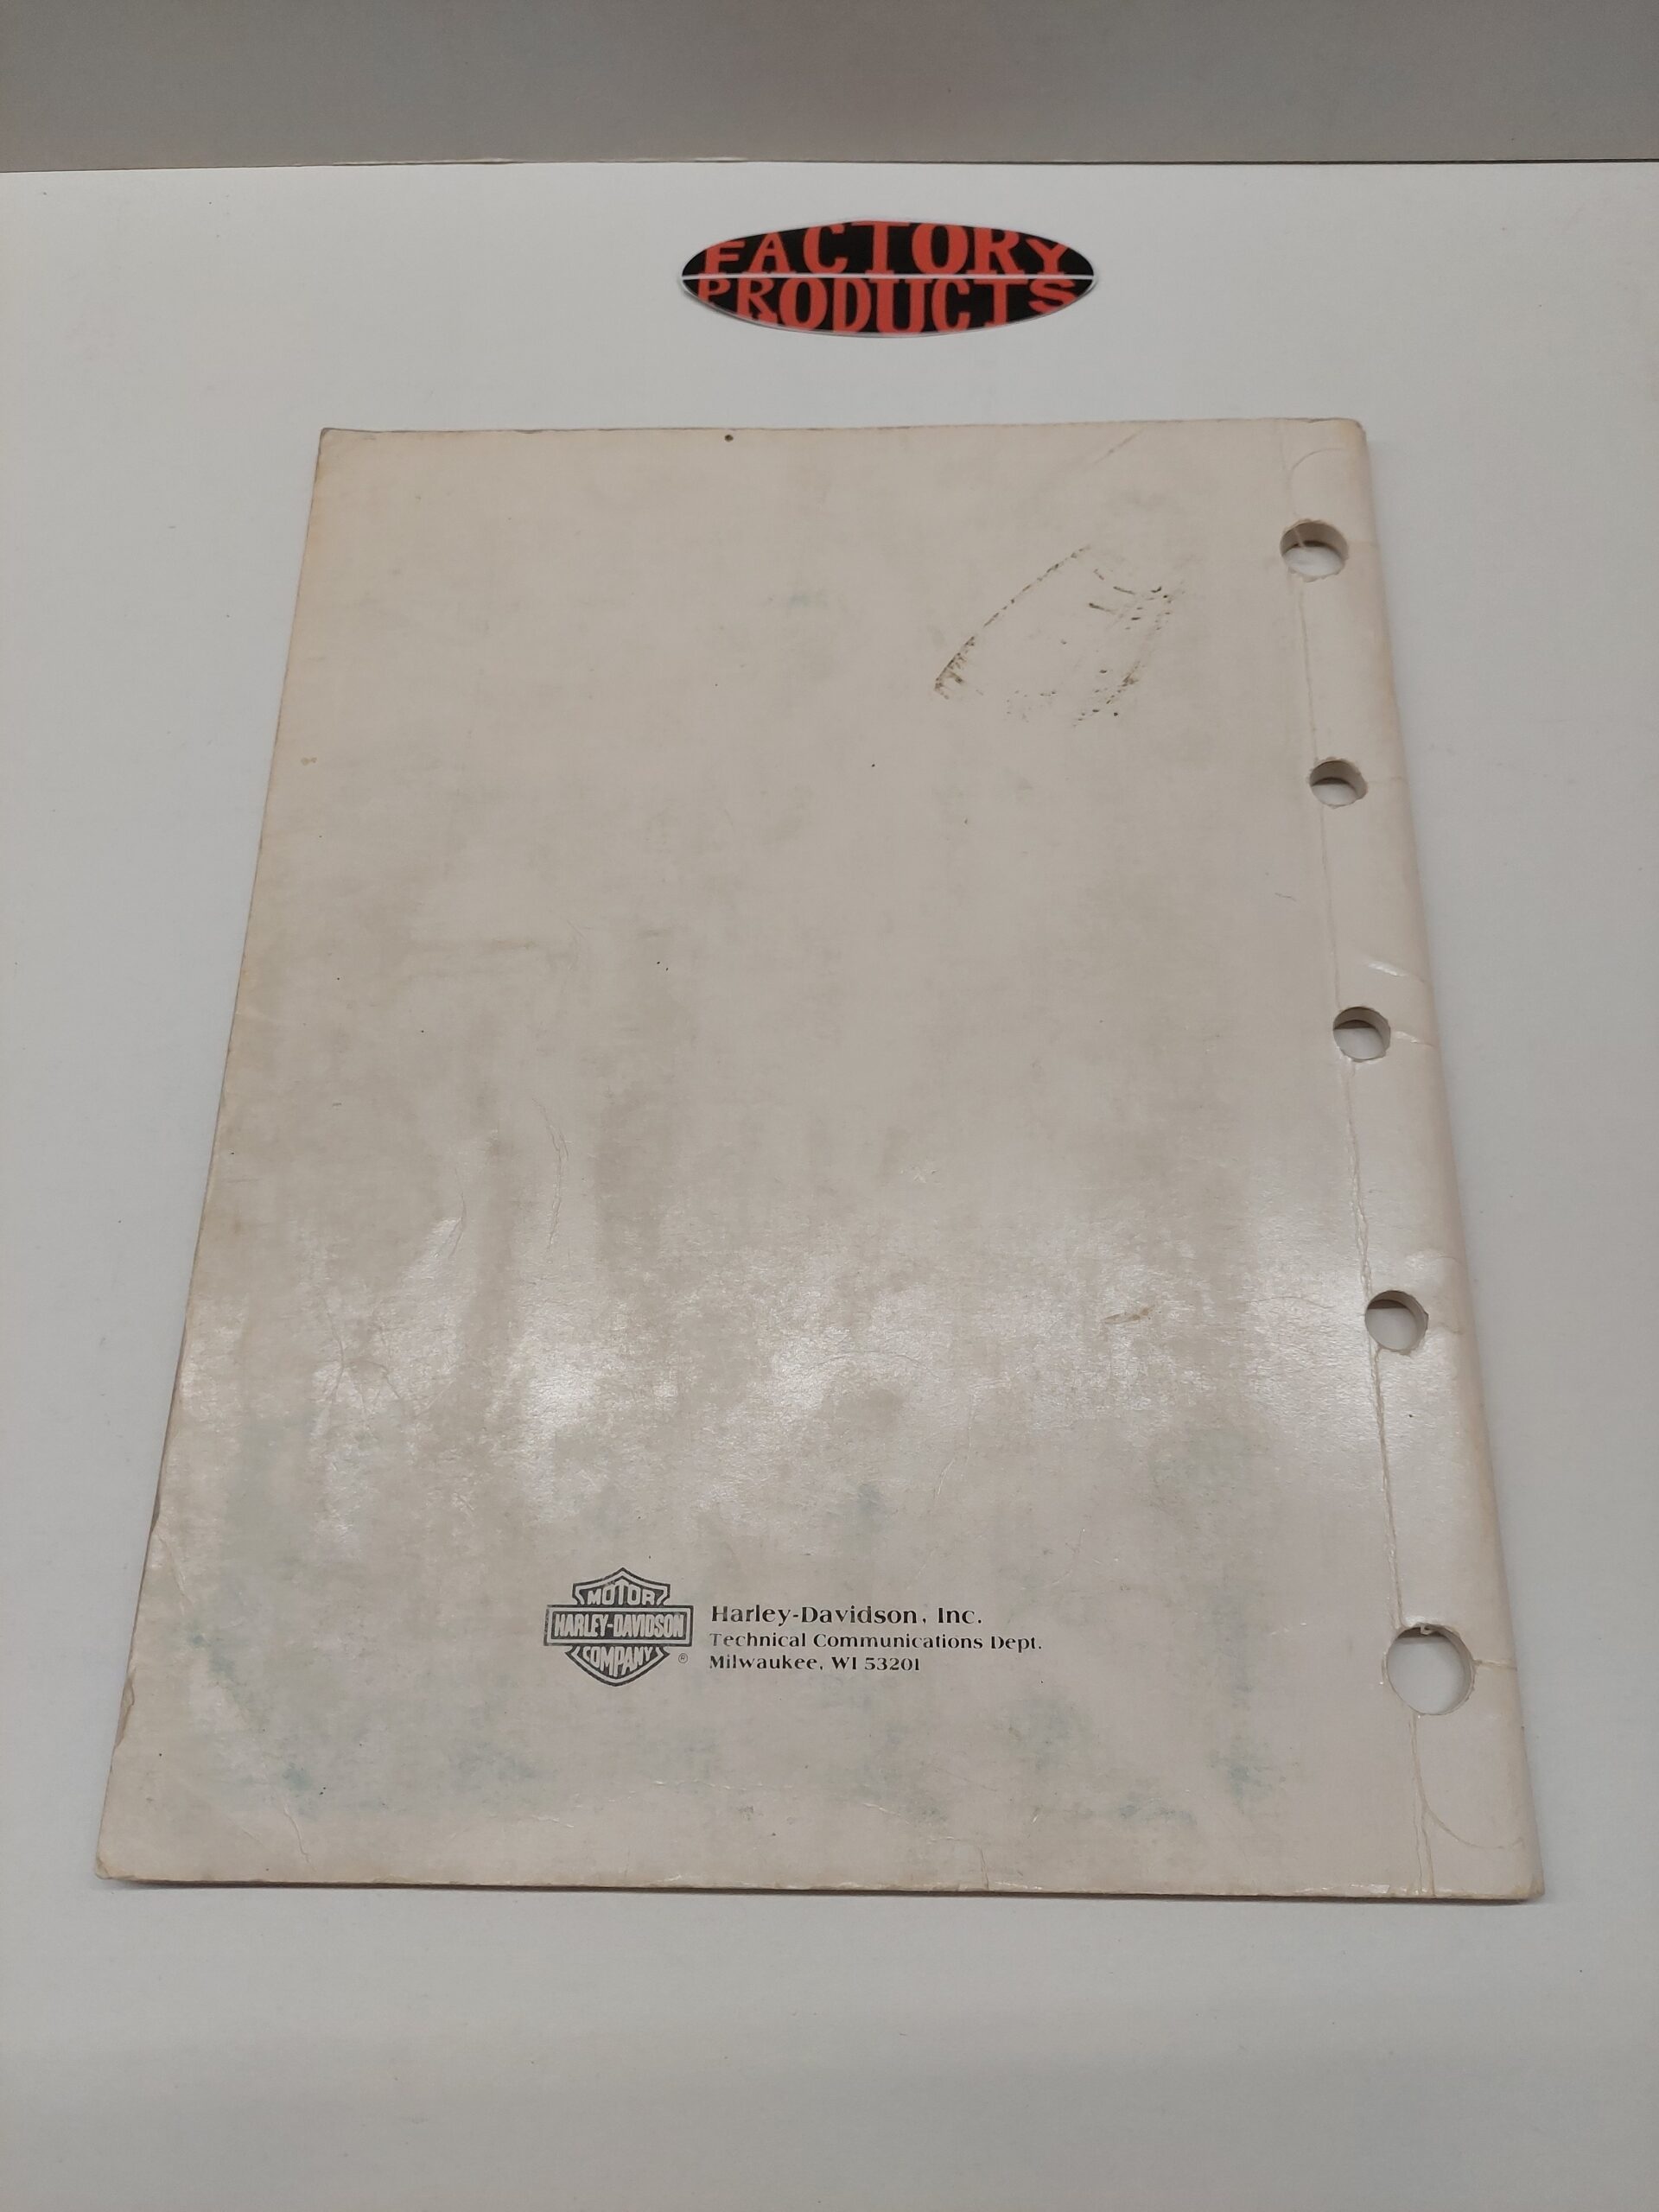 FACTORY
PRODUCTS
MOTOR
HARLEY-DAVIDSON
COMPANY
®
Harley-Davidson, Inc.
Technical Communications Dept.
Milwaukee, WI 53201